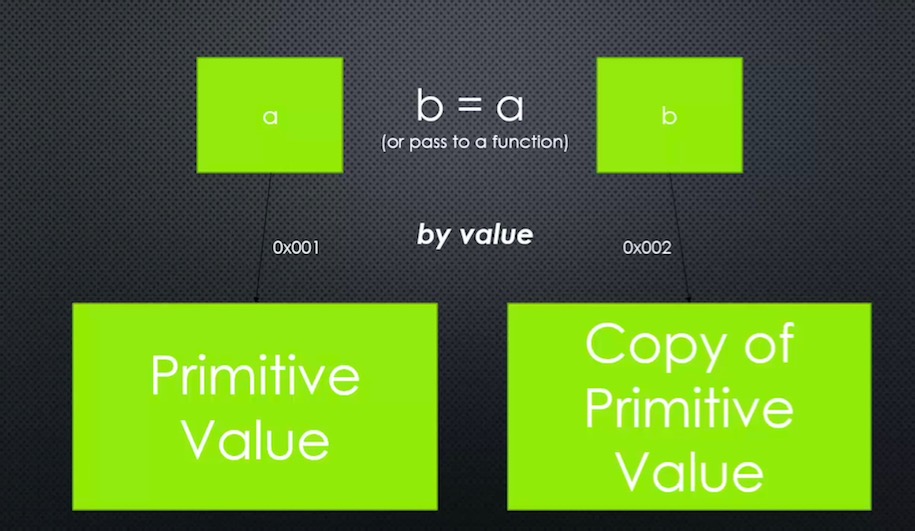 a
b = a
(or pass to a function)
b
by value
0x001
0x002
Primitive
Value
Copy of
Primitive
Value